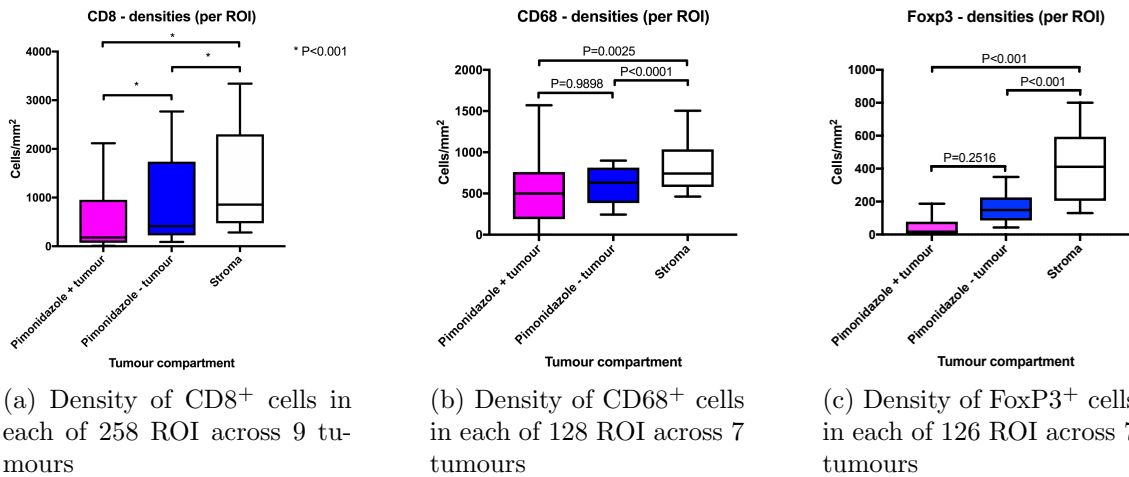 CD8 - densities (per ROI)
* P<0.001
*
*
*
4000
3000
2000
1000
0
Cells/mm2
Pimonidazole + tumour
Pimonidazole - tumour
Stroma
Tumour compartment
(a) Density of CD8+ cells in
each of 258 ROI across 9 tu-
mours
CD68 - densities (per ROI)
P=0.0025
P=0.9898
P<0.0001
2000
1500
1000
500
0
Cells/mm2
Pimonidazole + tumour
Pimonidazole - tumour
Stroma
Tumour compartment
(b) Density of CD68+ cells
in each of 128 ROI across 7
tumours
Foxp3 - densities (per ROI)
P<0.001
P<0.001
P=0.2516
1000
800
600
400
200
0
Cells/mm2
Pimonidazole + tumour
Pimonidazole - tumour
Stroma
Tumour compartment
(c) Density of FoxP3+ cells
in each of 126 ROI across 7
tumours